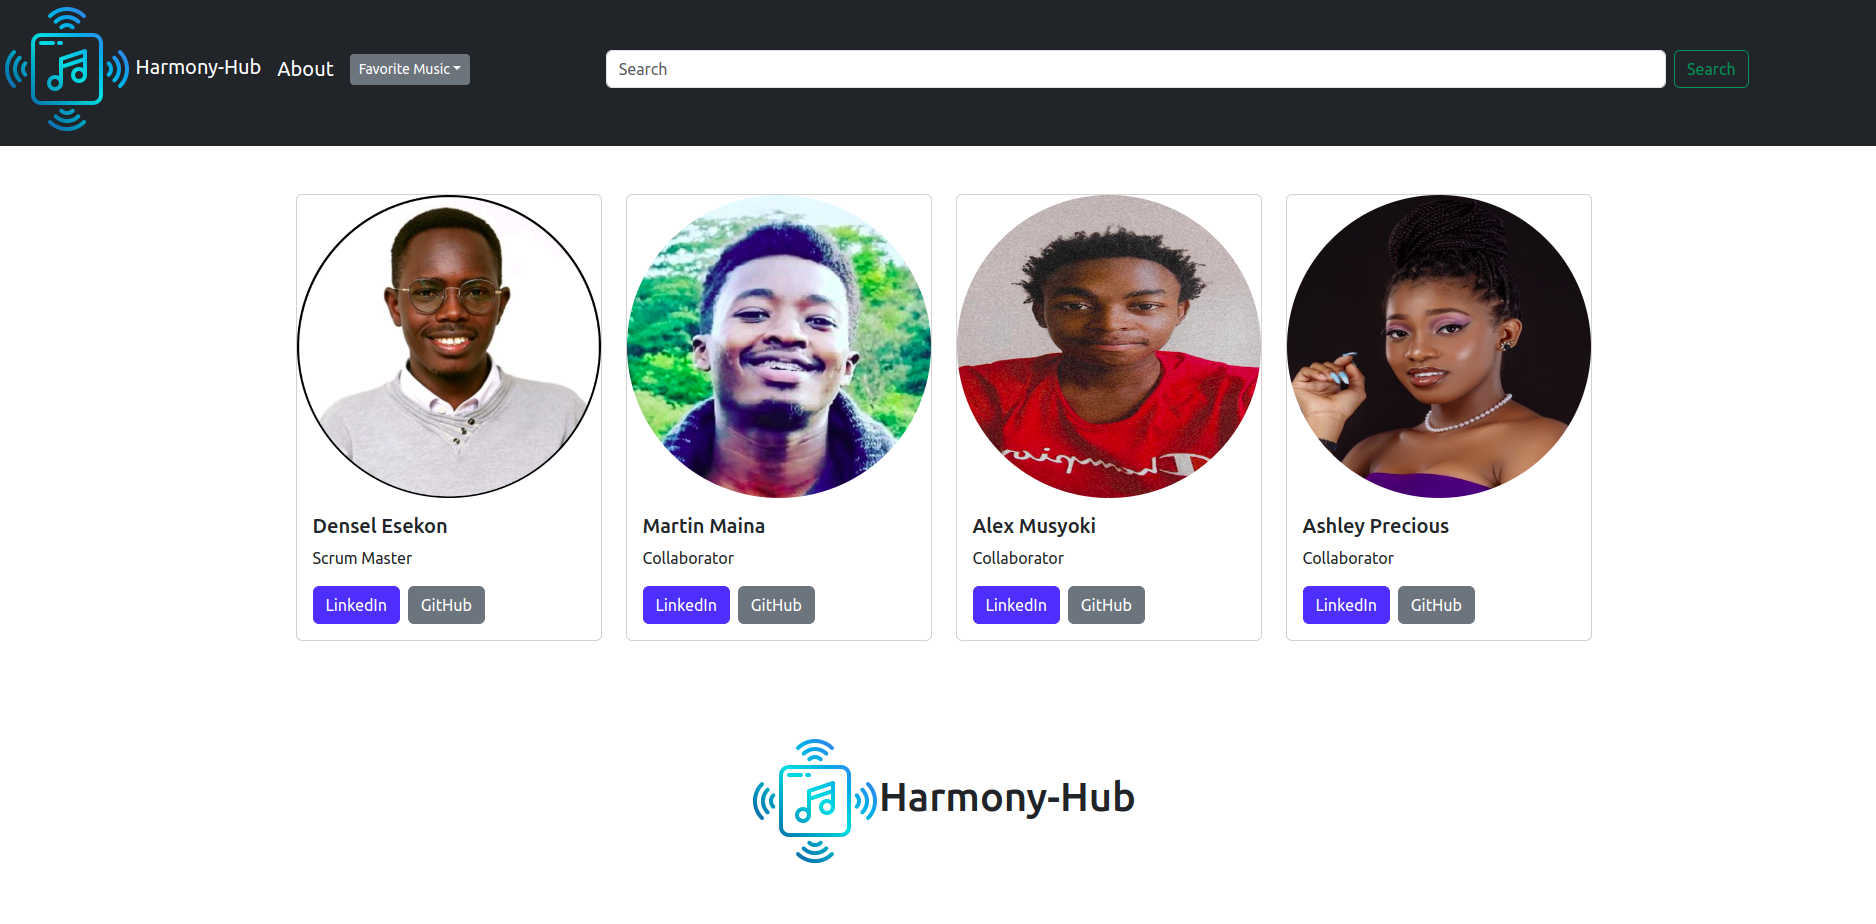 Harmony-Hub About Favorite Music Search Search
Champion
Densel Esekon Martin Maina Alex Musyoki Ashley Precious
Scrum Master Collaborator Collaborator Collaborator
LinkedIn GitHub LinkedIn GitHub LinkedIn GitHub LinkedIn GitHub
Harmony-Hub